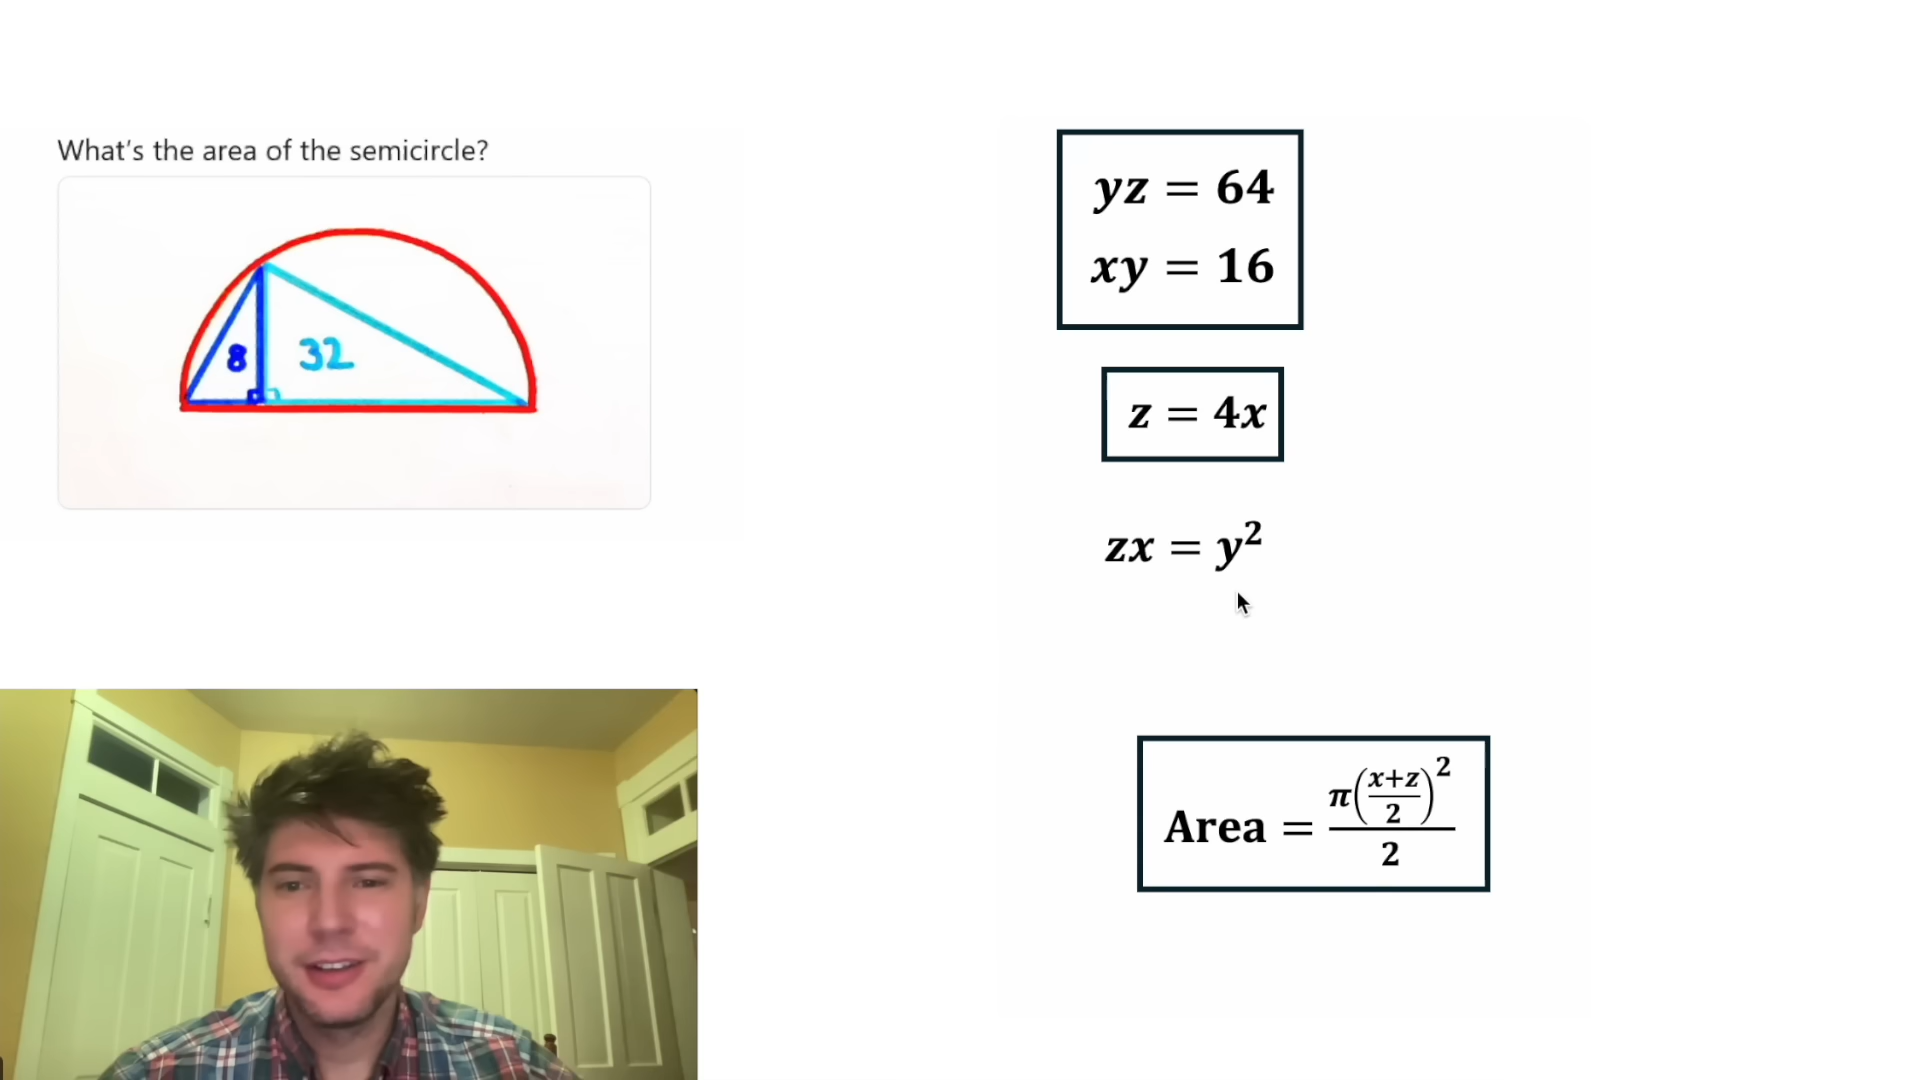 What's the area of the semicircle?
8
32
yz = 64
xy = 16
z = 4x
zx = y²
Area = π((x+z)/2)²/2